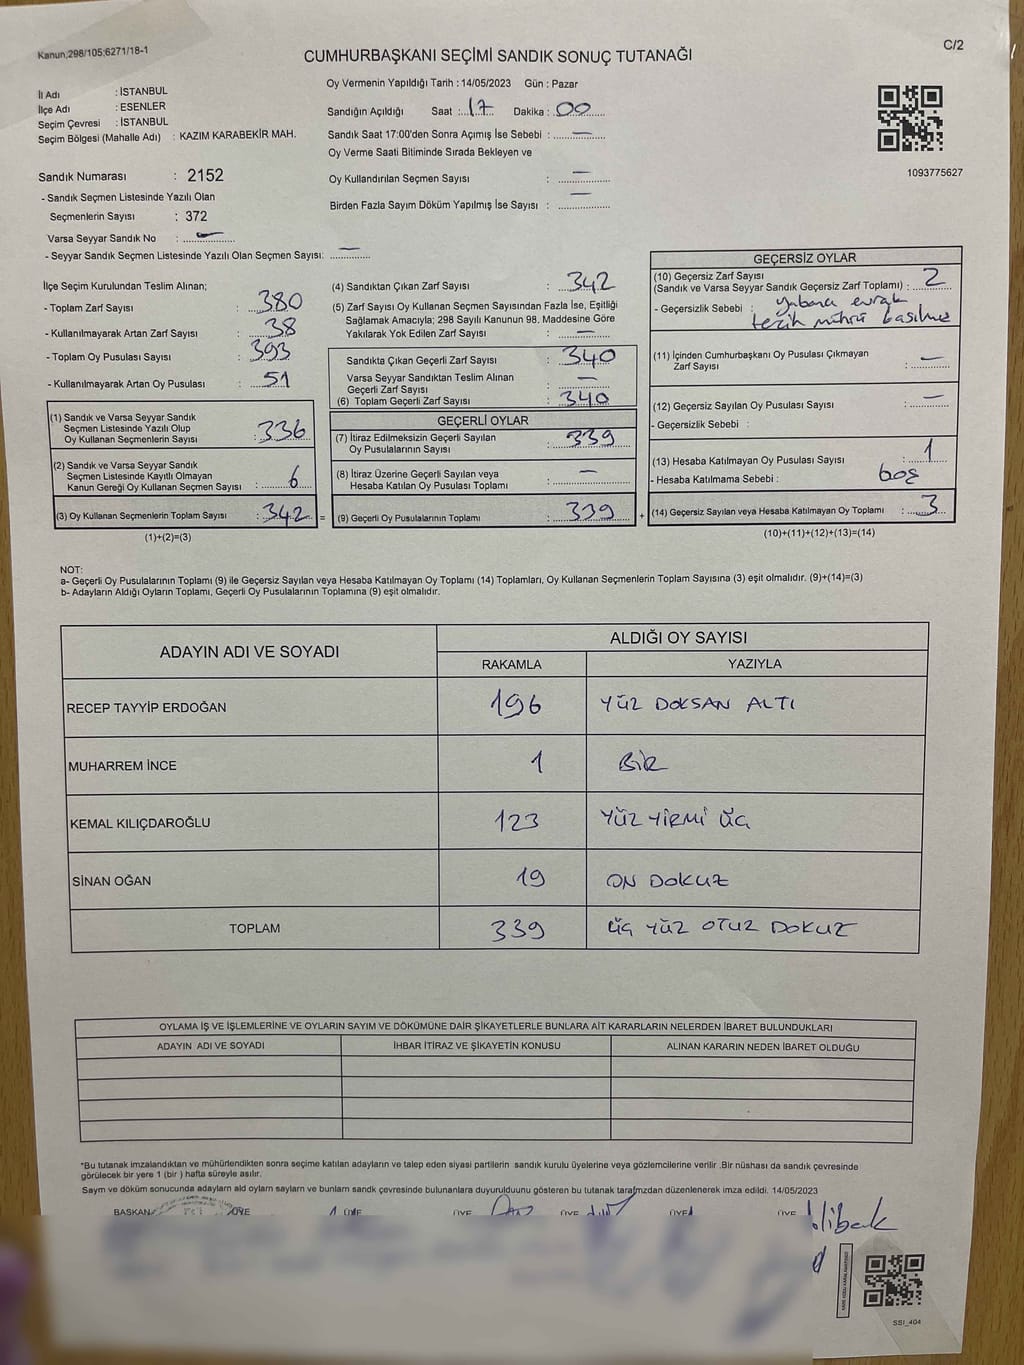 Kanun;298/105;6271/18-1
CUMHURBAŞKANI SEÇİMİ SANDIK SONUÇ TUTANAĞI
C/2
İl Adı : İSTANBUL
İlçe Adı : ESENLER
Seçim Çevresi : İSTANBUL
Seçim Bölgesi (Mahalle Adı) : KAZIM KARABEKİR MAH.
Oy Vermenin Yapıldığı Tarih : 14/05/2023 Gün : Pazar
Sandığın Açıldığı Saat : 17 Dakika : 00
Sandık Saat 17:00'den Sonra Açımış İse Sebebi : —
Oy Verme Saati Bitiminde Sırada Bekleyen ve
Oy Kullandırılan Seçmen Sayısı : —
Birden Fazla Sayım Döküm Yapılmış İse Sayısı : —
1093775627
Sandık Numarası : 2152
- Sandık Seçmen Listesinde Yazılı Olan
Seçmenlerin Sayısı : 372
Varsa Seyyar Sandık No : —
- Seyyar Sandık Seçmen Listesinde Yazılı Olan Seçmen Sayısı: —
İlçe Seçim Kurulundan Teslim Alınan;
- Toplam Zarf Sayısı : 380
- Kullanılmayarak Artan Zarf Sayısı : 38
- Toplam Oy Pusulası Sayısı : 393
- Kullanılmayarak Artan Oy Pusulası : 51
(1) Sandık ve Varsa Seyyar Sandık
Seçmen Listesinde Yazılı Olup
Oy Kullanan Seçmenlerin Sayısı : 336
(2) Sandık ve Varsa Seyyar Sandık
Seçmen Listesinde Kayıtlı Olmayan
Kanun Gereği Oy Kullanan Seçmen Sayısı : 6
(3) Oy Kullanan Seçmenlerin Toplam Sayısı : 342 =
(1)+(2)=(3)
(4) Sandıktan Çıkan Zarf Sayısı : 342
(5) Zarf Sayısı Oy Kullanan Seçmen Sayısından Fazla İse, Eşitliği
Sağlamak Amacıyla; 298 Sayılı Kanunun 98. Maddesine Göre
Yakılarak Yok Edilen Zarf Sayısı : —
Sandıkta Çıkan Geçerli Zarf Sayısı : 340
Varsa Seyyar Sandıktan Teslim Alınan
Geçerli Zarf Sayısı : —
(6) Toplam Geçerli Zarf Sayısı : 340
GEÇERLİ OYLAR
(7) İtiraz Edilmeksizin Geçerli Sayılan
Oy Pusulalarının Sayısı : 339
(8) İtiraz Üzerine Geçerli Sayılan veya
Hesaba Katılan Oy Pusulası Toplamı : —
(9) Geçerli Oy Pusulalarının Toplamı : 339 +
GEÇERSİZ OYLAR
(10) Geçersiz Zarf Sayısı
(Sandık ve Varsa Seyyar Sandık Geçersiz Zarf Toplamı) : 2
- Geçersizlik Sebebi : yabancı evrak
tercih mührü basılmış
(11) İçinden Cumhurbaşkanı Oy Pusulası Çıkmayan
Zarf Sayısı : —
(12) Geçersiz Sayılan Oy Pusulası Sayısı : —
- Geçersizlik Sebebi :
(13) Hesaba Katılmayan Oy Pusulası Sayısı : 1
- Hesaba Katılmama Sebebi : boş
(14) Geçersiz Sayılan veya Hesaba Katılmayan Oy Toplamı : 3
(10)+(11)+(12)+(13)=(14)
NOT:
a- Geçerli Oy Pusulalarının Toplamı (9) ile Geçersiz Sayılan veya Hesaba Katılmayan Oy Toplamı (14) Toplamları, Oy Kullanan Seçmenlerin Toplam Sayısına (3) eşit olmalıdır. (9)+(14)=(3)
b- Adayların Aldığı Oyların Toplamı, Geçerli Oy Pusulalarının Toplamına (9) eşit olmalıdır.
ADAYIN ADI VE SOYADI ALDIĞI OY SAYISI
RAKAMLA YAZIYLA
RECEP TAYYİP ERDOĞAN 196 YÜZ DOKSAN ALTI
MUHARREM İNCE 1 BİR
KEMAL KILIÇDAROĞLU 123 YÜZ YİRMİ ÜÇ
SİNAN OĞAN 19 ON DOKUZ
TOPLAM 339 ÜÇ YÜZ OTUZ DOKUZ
OYLAMA İŞ VE İŞLEMLERİNE VE OYLARIN SAYIM VE DÖKÜMÜNE DAİR ŞİKAYETLERLE BUNLARA AİT KARARLARIN NELERDEN İBARET BULUNDUKLARI
ADAYIN ADI VE SOYADI İHBAR İTİRAZ VE ŞİKAYETİN KONUSU ALINAN KARARIN NEDEN İBARET OLDUĞU
*Bu tutanak imzalandıktan ve mühürlendikten sonra seçime katılan adayların ve talep eden siyasi partilerin sandık kurulu üyelerine veya gözlemcilerine verilir .Bir nüshası da sandık çevresinde
görülecek bir yere 1 (bir ) hafta süreyle asılır.
Saym ve döküm sonucunda adaylarn ald oylarn saylarn ve bunlarn sandk çevresinde bulunanlara duyurulduunu gösteren bu tutanak tarafmzdan düzenlenerek imza edildi. 14/05/2023
BAŞKAN ÜYE ÜYE ÜYE ÜYE ÜYE ÜYE
SSI_404